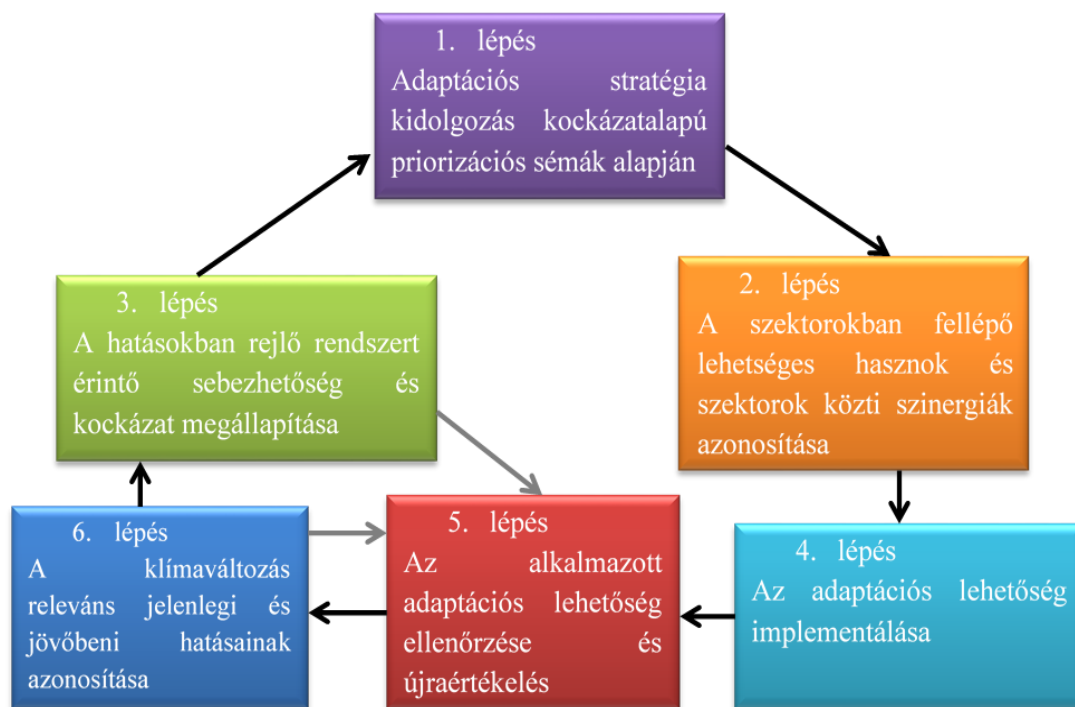 1. lépés
Adaptációs stratégia
kidolgozás kockázatalapú
priorizációs sémák alapján
2. lépés
A szektorokban fellépő
lehetséges hasznok és
szektorok közti szinergiák
azonosítása
3. lépés
A hatásokban rejlő rendszert
érintő sebezhetőség és
kockázat megállapítása
4. lépés
Az adaptációs lehetőség
implementálása
5. lépés
Az alkalmazott
adaptációs lehetőség
ellenőrzése és
újraértékelés
6. lépés
A klímaváltozás
releváns jelenlegi és
jövőbeni hatásainak
azonosítása